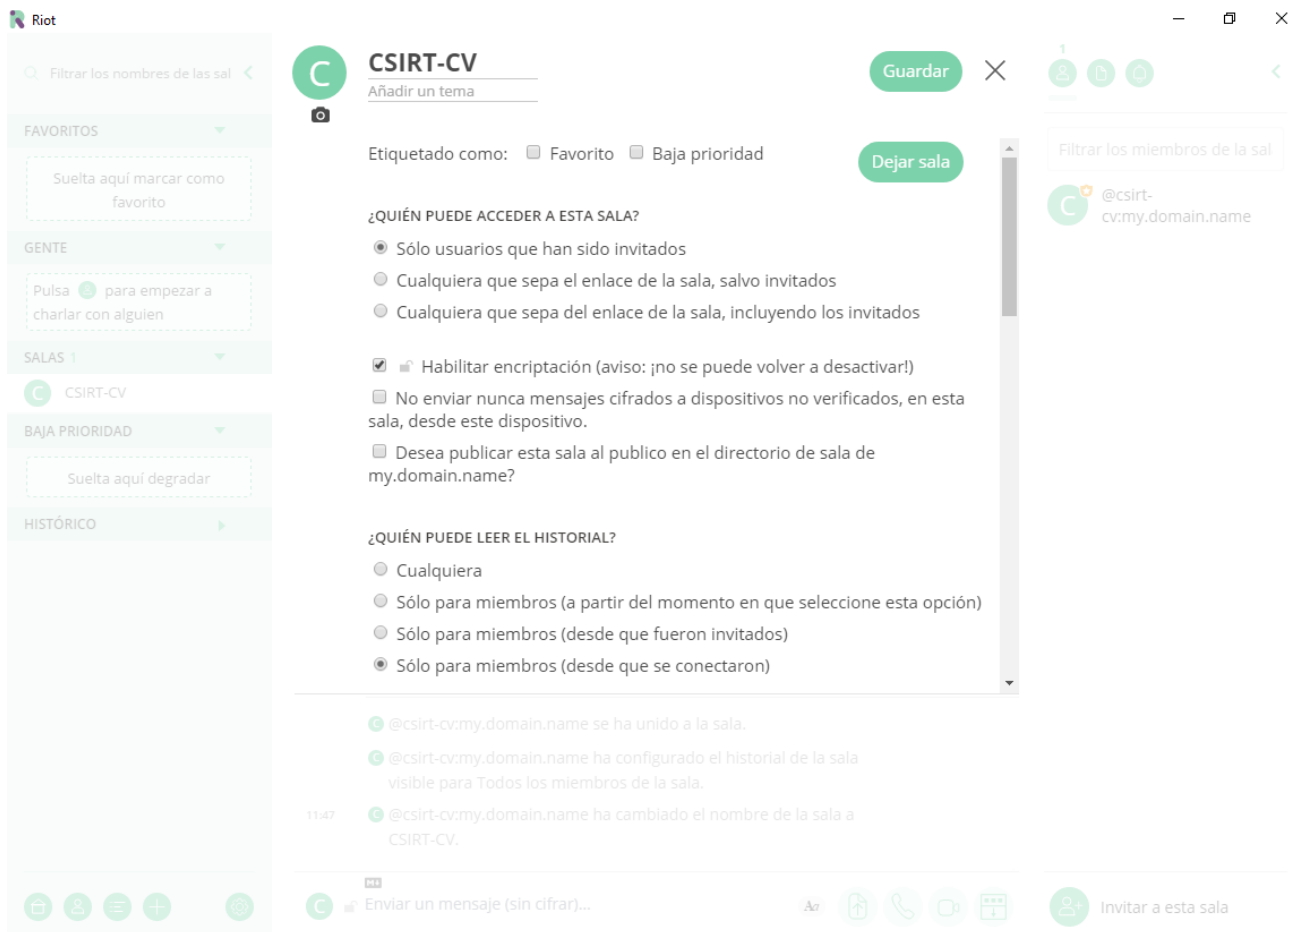 Riot
Filtrar los nombres de las sal
FAVORITOS
Suelta aquí marcar como
favorito
GENTE
Pulsa para empezar a
charlar con alguien
SALAS 1
C CSIRT-CV
BAJA PRIORIDAD
Suelta aquí degradar
HISTÓRICO
C
CSIRT-CV
Añadir un tema
Guardar
Etiquetado como: Favorito Baja prioridad
Dejar sala
¿QUIÉN PUEDE ACCEDER A ESTA SALA?
Sólo usuarios que han sido invitados
Cualquiera que sepa el enlace de la sala, salvo invitados
Cualquiera que sepa del enlace de la sala, incluyendo los invitados
Habilitar encriptación (aviso: ¡no se puede volver a desactivar!)
No enviar nunca mensajes cifrados a dispositivos no verificados, en esta
sala, desde este dispositivo.
Desea publicar esta sala al publico en el directorio de sala de
my.domain.name?
¿QUIÉN PUEDE LEER EL HISTORIAL?
Cualquiera
Sólo para miembros (a partir del momento en que seleccione esta opción)
Sólo para miembros (desde que fueron invitados)
Sólo para miembros (desde que se conectaron)
C @csirt-cv:my.domain.name se ha unido a la sala.
C @csirt-cv:my.domain.name ha configurado el historial de la sala
visible para Todos los miembros de la sala.
11:47 C @csirt-cv:my.domain.name ha cambiado el nombre de la sala a
CSIRT-CV.
M↓
C Enviar un mensaje (sin cifrar)...
Aa
1
Filtrar los miembros de la sal
C @csirt-
cv:my.domain.name
Invitar a esta sala